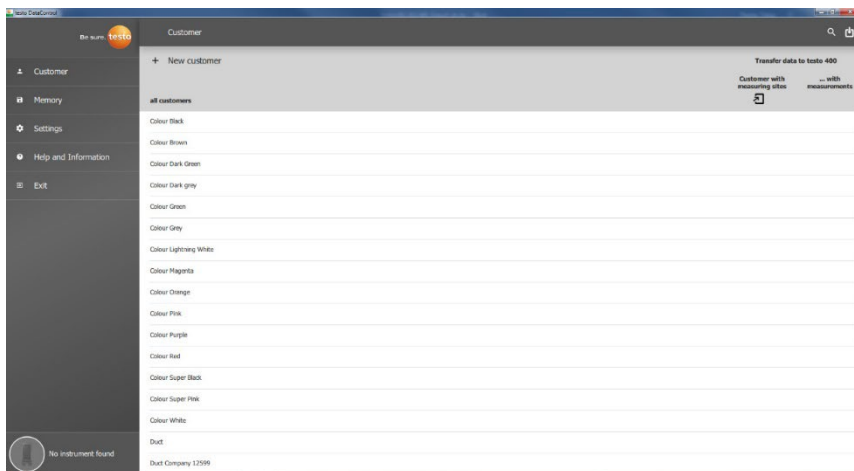 testo DataControl
Be sure. testo
Customer
Customer
Memory
Settings
Help and Information
Exit
No instrument found
+ New customer
Transfer data to testo 400
Customer with
measuring sites
... with
measurements
all customers
Colour Black
Colour Brown
Colour Dark Green
Colour Dark grey
Colour Green
Colour Grey
Colour Lightning White
Colour Magenta
Colour Orange
Colour Pink
Colour Purple
Colour Red
Colour Super Black
Colour Super Pink
Colour White
Duct
Duct Company 12599